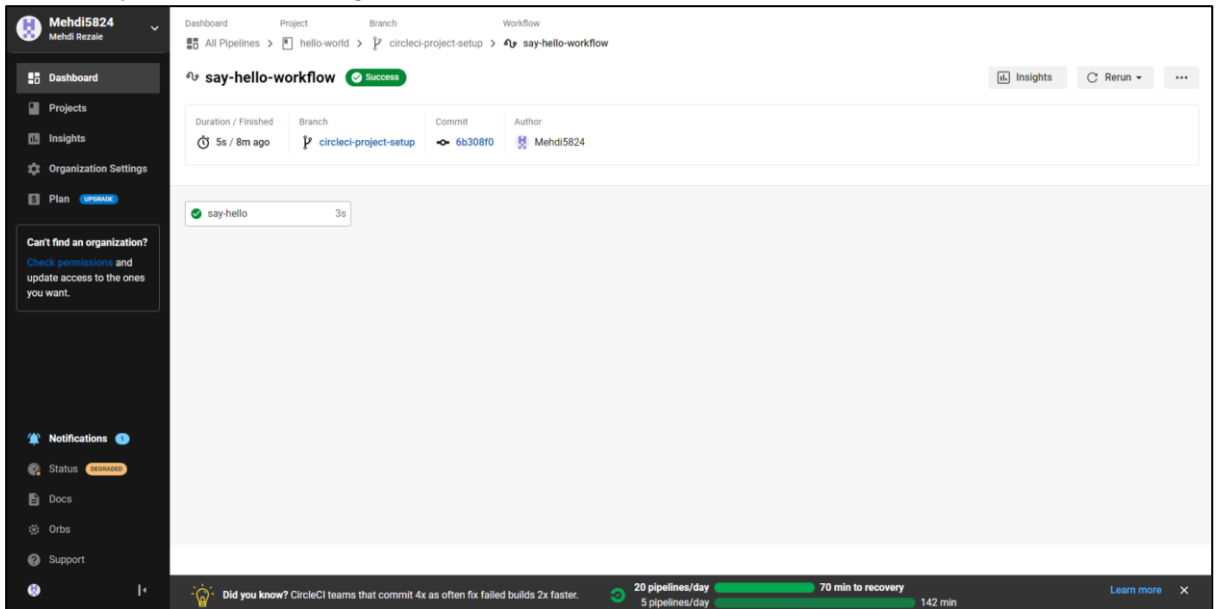 Mehdi5824
Mehdi Rezaie
Dashboard
Projects
Insights
Organization Settings
Plan UPGRADE
Can't find an organization?
Check permissions and
update access to the ones
you want.
Notifications 1
Status DEGRADED
Docs
Orbs
Support
Dashboard Project Branch Workflow
All Pipelines > hello-world > circleci-project-setup > say-hello-workflow
say-hello-workflow Success
Insights Rerun ...
Duration / Finished Branch Commit Author
5s / 8m ago circleci-project-setup 6b308f0 Mehdi5824
say-hello 3s
Did you know? CircleCI teams that commit 4x as often fix failed builds 2x faster.
20 pipelines/day 70 min to recovery
5 pipelines/day 142 min
Learn more X